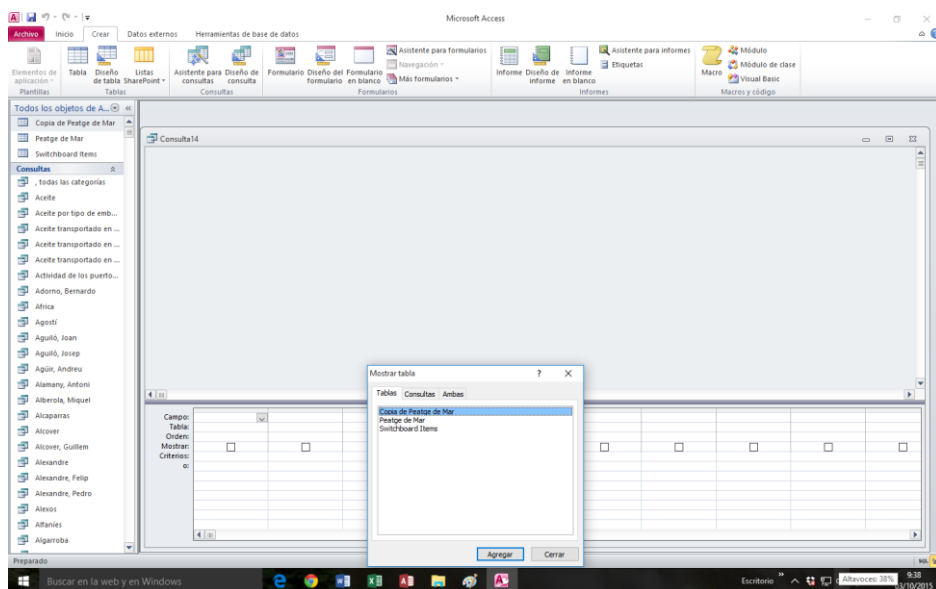 Microsoft Access
Archivo Inicio Crear Datos externos Herramientas de base de datos
Elementos de aplicación
Tabla
Diseño de tabla
Listas SharePoint
Asistente para consultas
Diseño de consulta
Formulario
Diseño del formulario
Formulario en blanco
Asistente para formularios
Navegación
Más formularios
Informe
Diseño de informe
Informe en blanco
Asistente para informes
Etiquetas
Macro
Módulo
Módulo de clase
Visual Basic
Plantillas Tablas Consultas Formularios Informes Macros y código
Todos los objetos de A...
Copia de Peatge de Mar
Peatge de Mar
Switchboard Items
Consultas
, todas las categorías
Aceite
Aceite por tipo de emb...
Aceite transportado en ...
Aceite transportado en ...
Aceite transportado en ...
Actividad de los puerto...
Adorno, Bernardo
Africa
Agostí
Aguiló, Joan
Aguiló, Josep
Agüir, Andreu
Alamany, Antoni
Alberola, Miquel
Alcaparras
Alcover
Alcover, Guillem
Alexandre
Alexandre, Felip
Alexandre, Pedro
Alexos
Alfaníes
Algarroba
Consulta14
Campo:
Tabla:
Orden:
Mostrar:
Criterios:
o:
Mostrar tabla ?
Tablas Consultas Ambas
Copia de Peatge de Mar
Peatge de Mar
Switchboard Items
Agregar Cerrar
Preparado
Buscar en la web y en Windows
Escritorio
Altavoces: 38%
9:38
03/10/2015